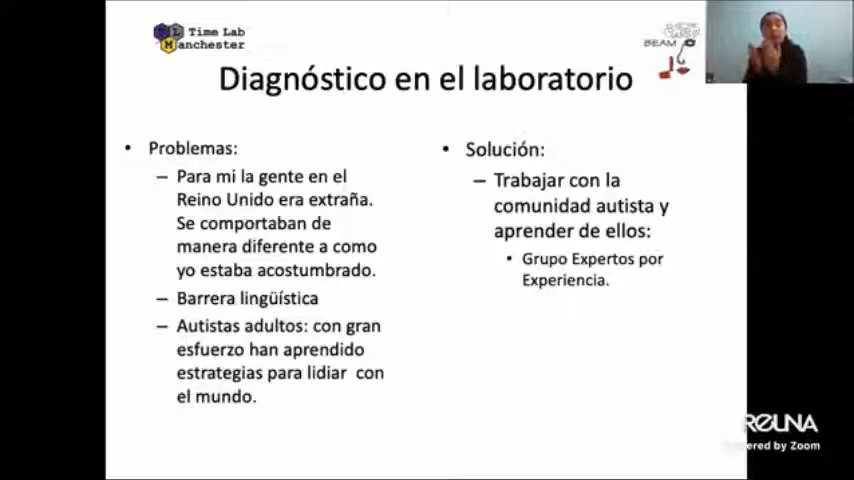 Time Lab
Manchester
BEAM
Diagnóstico en el laboratorio
• Problemas:
– Para mi la gente en el
Reino Unido era extraña.
Se comportaban de
manera diferente a como
yo estaba acostumbrado.
– Barrera lingüística
– Autistas adultos: con gran
esfuerzo han aprendido
estrategias para lidiar con
el mundo.
• Solución:
– Trabajar con la
comunidad autista y
aprender de ellos:
• Grupo Expertos por
Experiencia.
REUNA
ered by Zoom